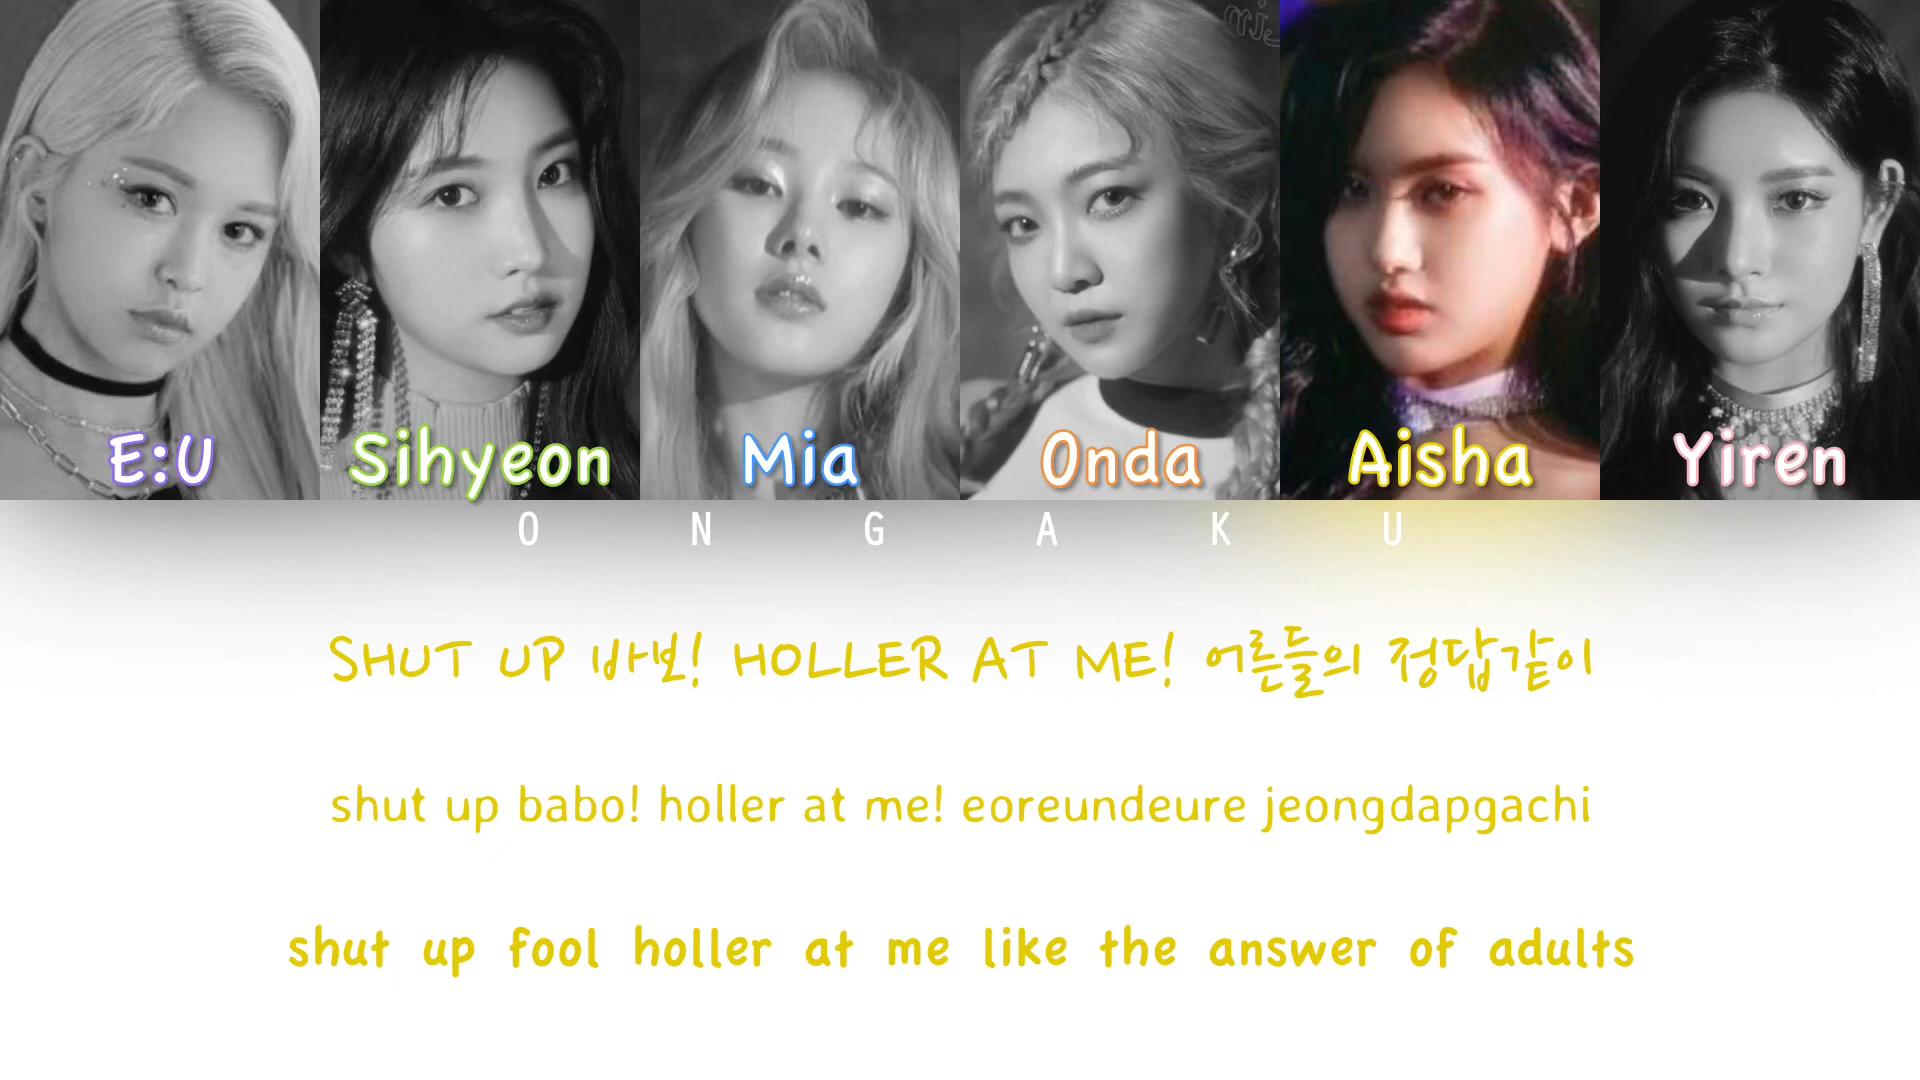 E:U Sihyeon Mia Onda Aisha Yiren
O N G A K U
SHUT UP 바보! HOLLER AT ME! 어른들의 정답같이
shut up babo! holler at me! eoreundeure jeongdapgachi
shut up fool holler at me like the answer of adults